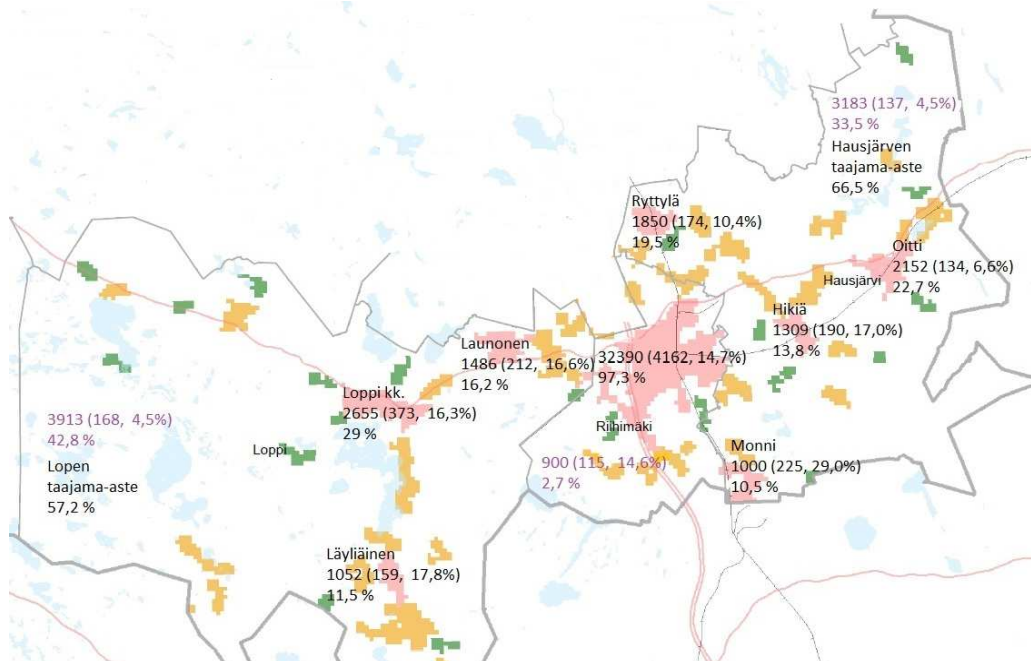 3183 (137, 4,5%)
33,5 %
Hausjärven
taajama-aste
66,5 %
Ryttylä
1850 (174, 10,4%)
19,5 %
Oitti
2152 (134, 6,6%)
22,7 %
Hausjärvi
Hikiä
1309 (190, 17,0%)
13,8 %
Launonen
1486 (212, 16,6%)
16,2 %
32390 (4162, 14,7%)
97,3 %
Loppi kk.
2655 (373, 16,3%)
29 %
3913 (168, 4,5%)
42,8 %
Lopen
taajama-aste
57,2 %
Loppi
Riihimäki
900 (115, 14,6%)
2,7 %
Monni
1000 (225, 29,0%)
10,5 %
Läyliäinen
1052 (159, 17,8%)
11,5 %